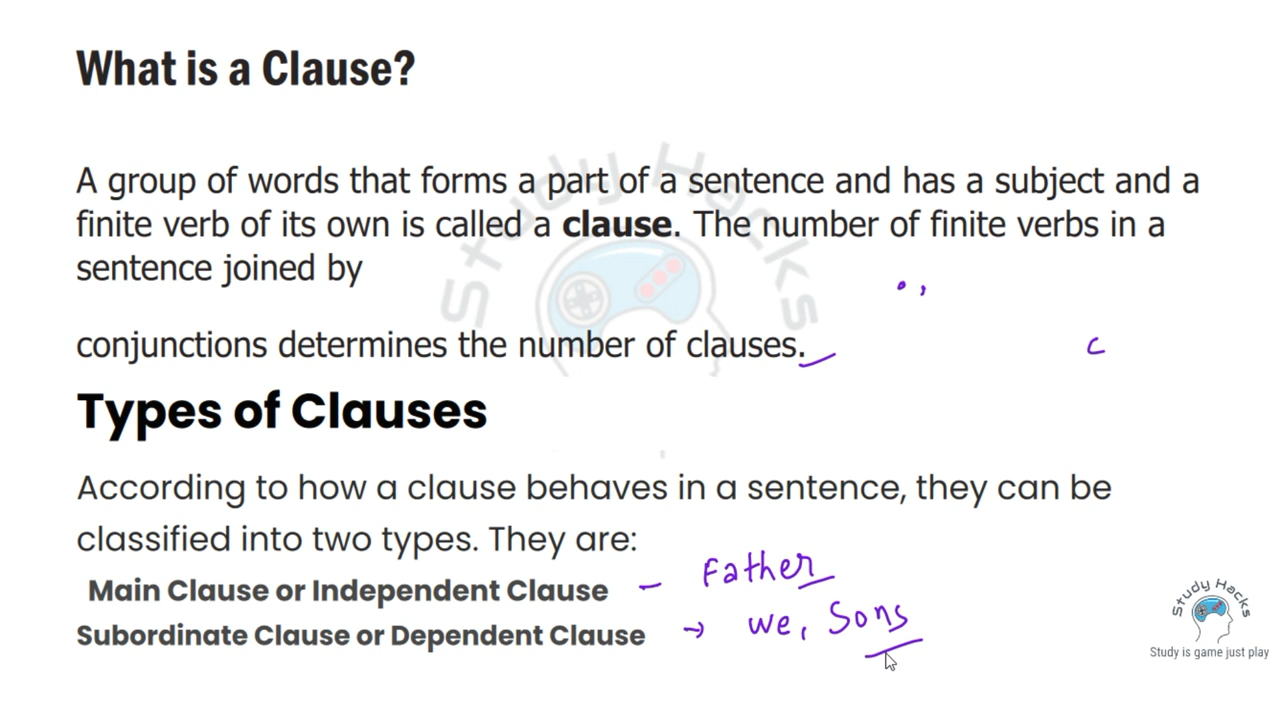 What is a Clause?
A group of words that forms a part of a sentence and has a subject and a
finite verb of its own is called a clause. The number of finite verbs in a
sentence joined by
conjunctions determines the number of clauses.
c
Types of Clauses
According to how a clause behaves in a sentence, they can be
classified into two types. They are:
Main Clause or Independent Clause – Father
Subordinate Clause or Dependent Clause → we, Sons
Study Hacks
Study Hacks
Study is game just play